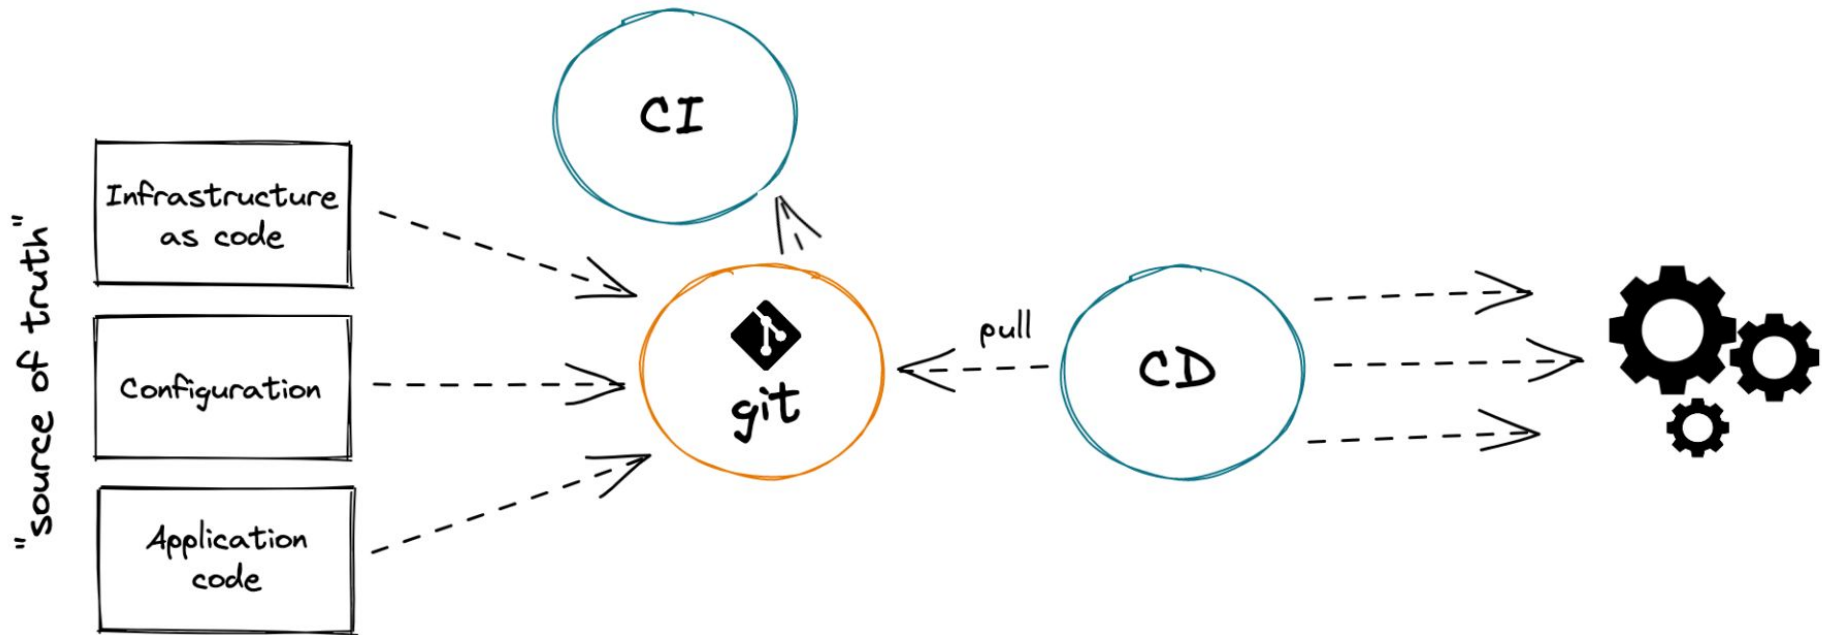 "source of truth"
Infrastructure
as code
Configuration
Application
code
CI
git
pull
CD